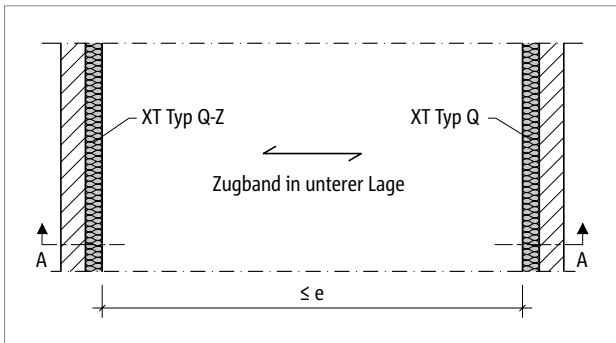 XT Typ Q-Z
XT Typ Q
Zugband in unterer Lage
A
A
≤ e